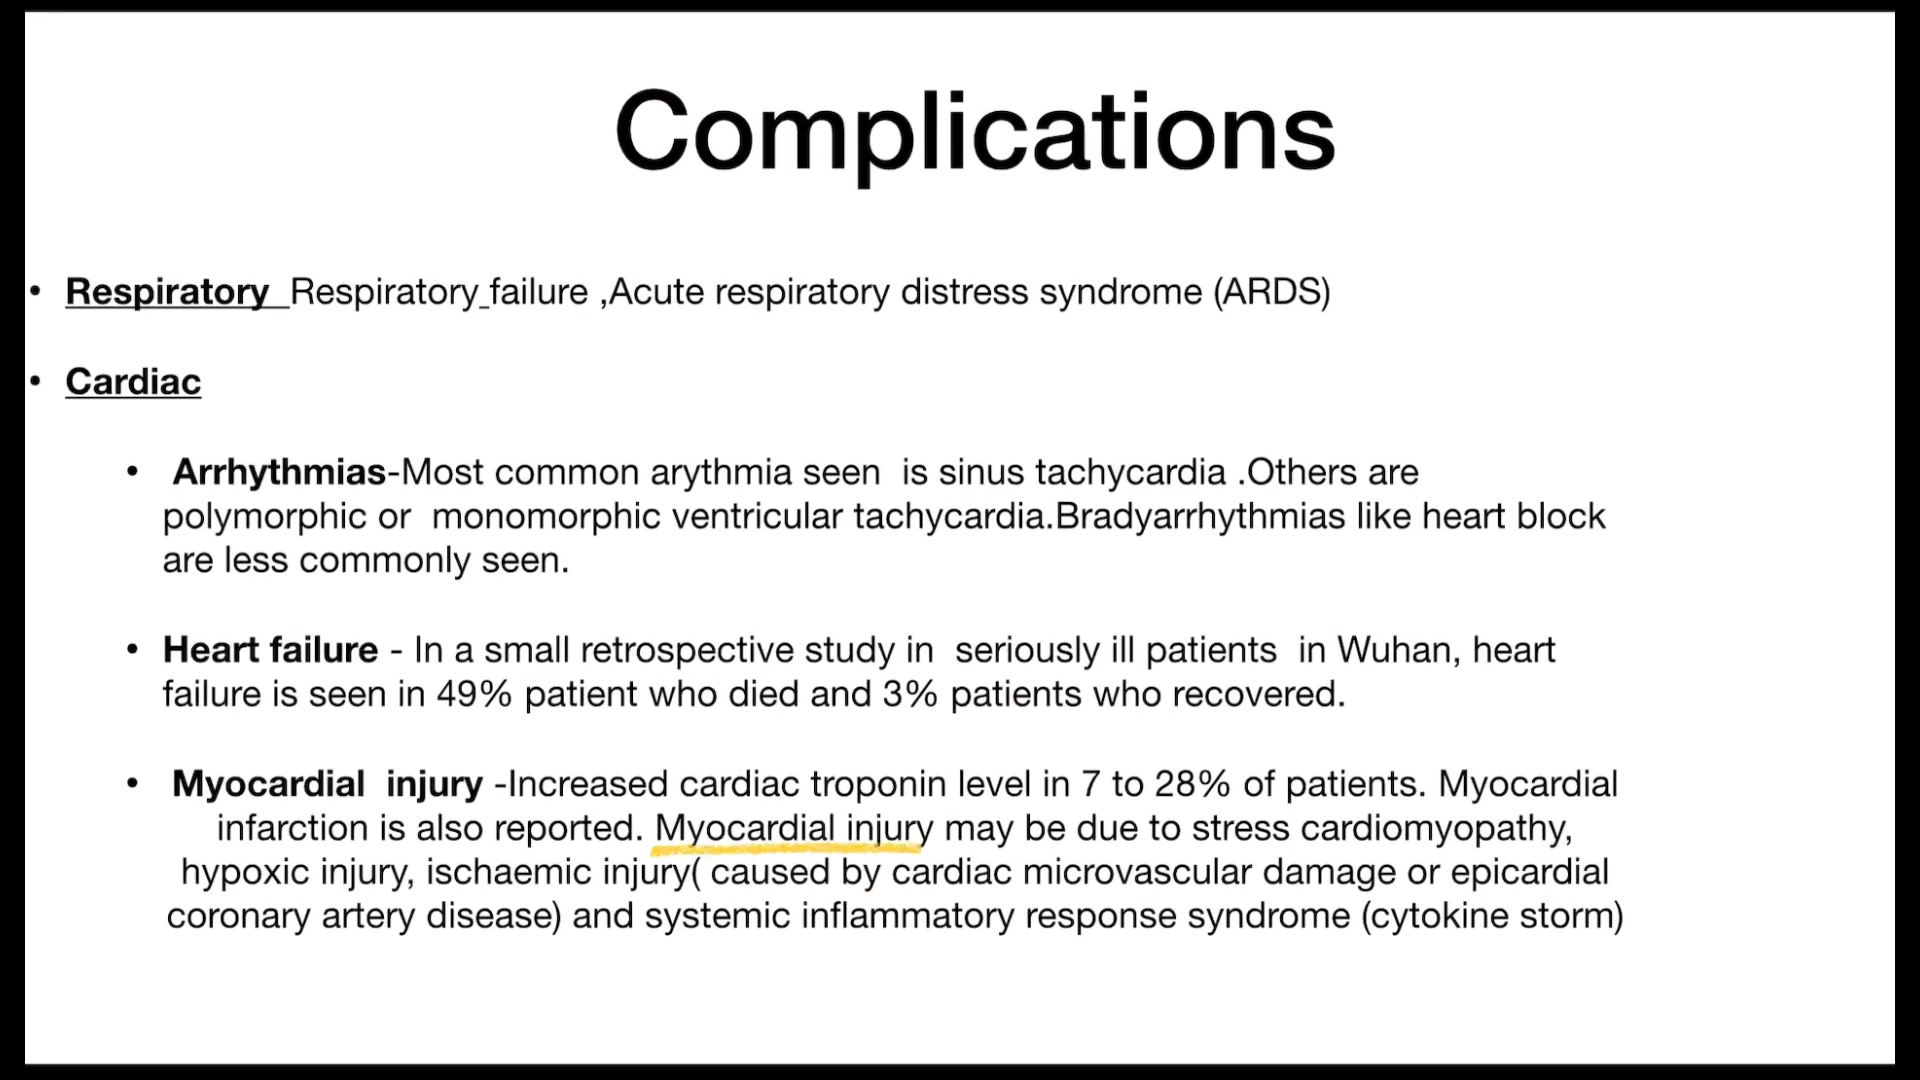 Complications
• Respiratory Respiratory failure ,Acute respiratory distress syndrome (ARDS)
• Cardiac
• Arrhythmias-Most common arythmia seen is sinus tachycardia .Others are
polymorphic or monomorphic ventricular tachycardia.Bradyarrhythmias like heart block
are less commonly seen.
• Heart failure - In a small retrospective study in seriously ill patients in Wuhan, heart
failure is seen in 49% patient who died and 3% patients who recovered.
• Myocardial injury -Increased cardiac troponin level in 7 to 28% of patients. Myocardial
infarction is also reported. Myocardial injury may be due to stress cardiomyopathy,
hypoxic injury, ischaemic injury( caused by cardiac microvascular damage or epicardial
coronary artery disease) and systemic inflammatory response syndrome (cytokine storm)